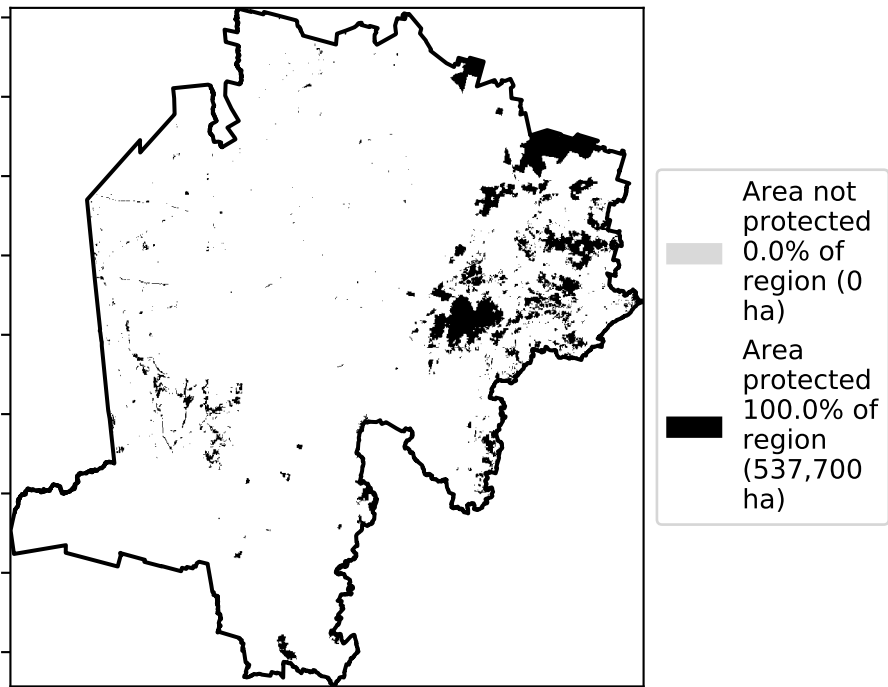 Area not
protected
0.0% of
region (0
ha)
Area
protected
100.0% of
region
(537,700
ha)